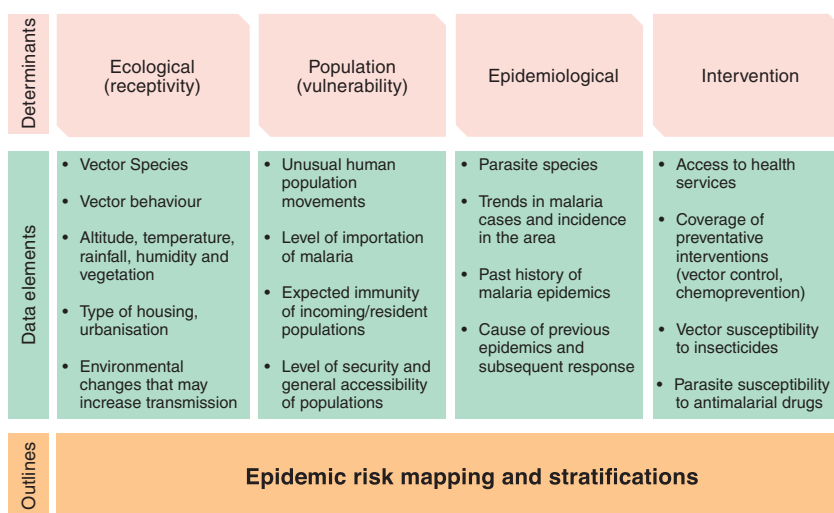 Determinants
Ecological
(receptivity)
Population
(vulnerability)
Epidemiological
Intervention
Data elements
• Vector Species
• Vector behaviour
• Altitude, temperature,
rainfall, humidity and
vegetation
• Type of housing,
urbanisation
• Environmental
changes that may
increase transmission
• Unusual human
population
movements
• Level of importation
of malaria
• Expected immunity
of incoming/resident
populations
• Level of security and
general accessibility
of populations
• Parasite species
• Trends in malaria
cases and incidence
in the area
• Past history of
malaria epidemics
• Cause of previous
epidemics and
subsequent response
• Access to health
services
• Coverage of
preventative
interventions
(vector control,
chemoprevention)
• Vector susceptibility
to insecticides
• Parasite susceptibility
to antimalarial drugs
Outlines
Epidemic risk mapping and stratifications